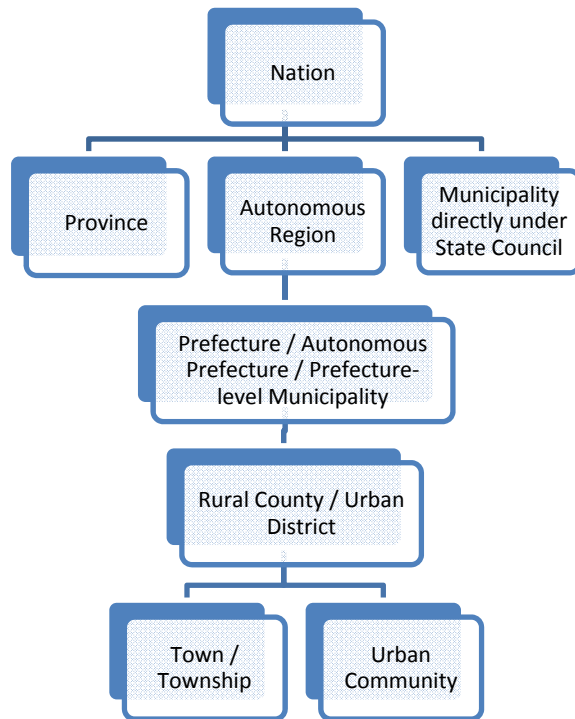 Nation
Province
Autonomous
Region
Municipality
directly under
State Council
Prefecture / Autonomous
Prefecture / Prefecture-
level Municipality
Rural County / Urban
District
Town /
Township
Urban
Community